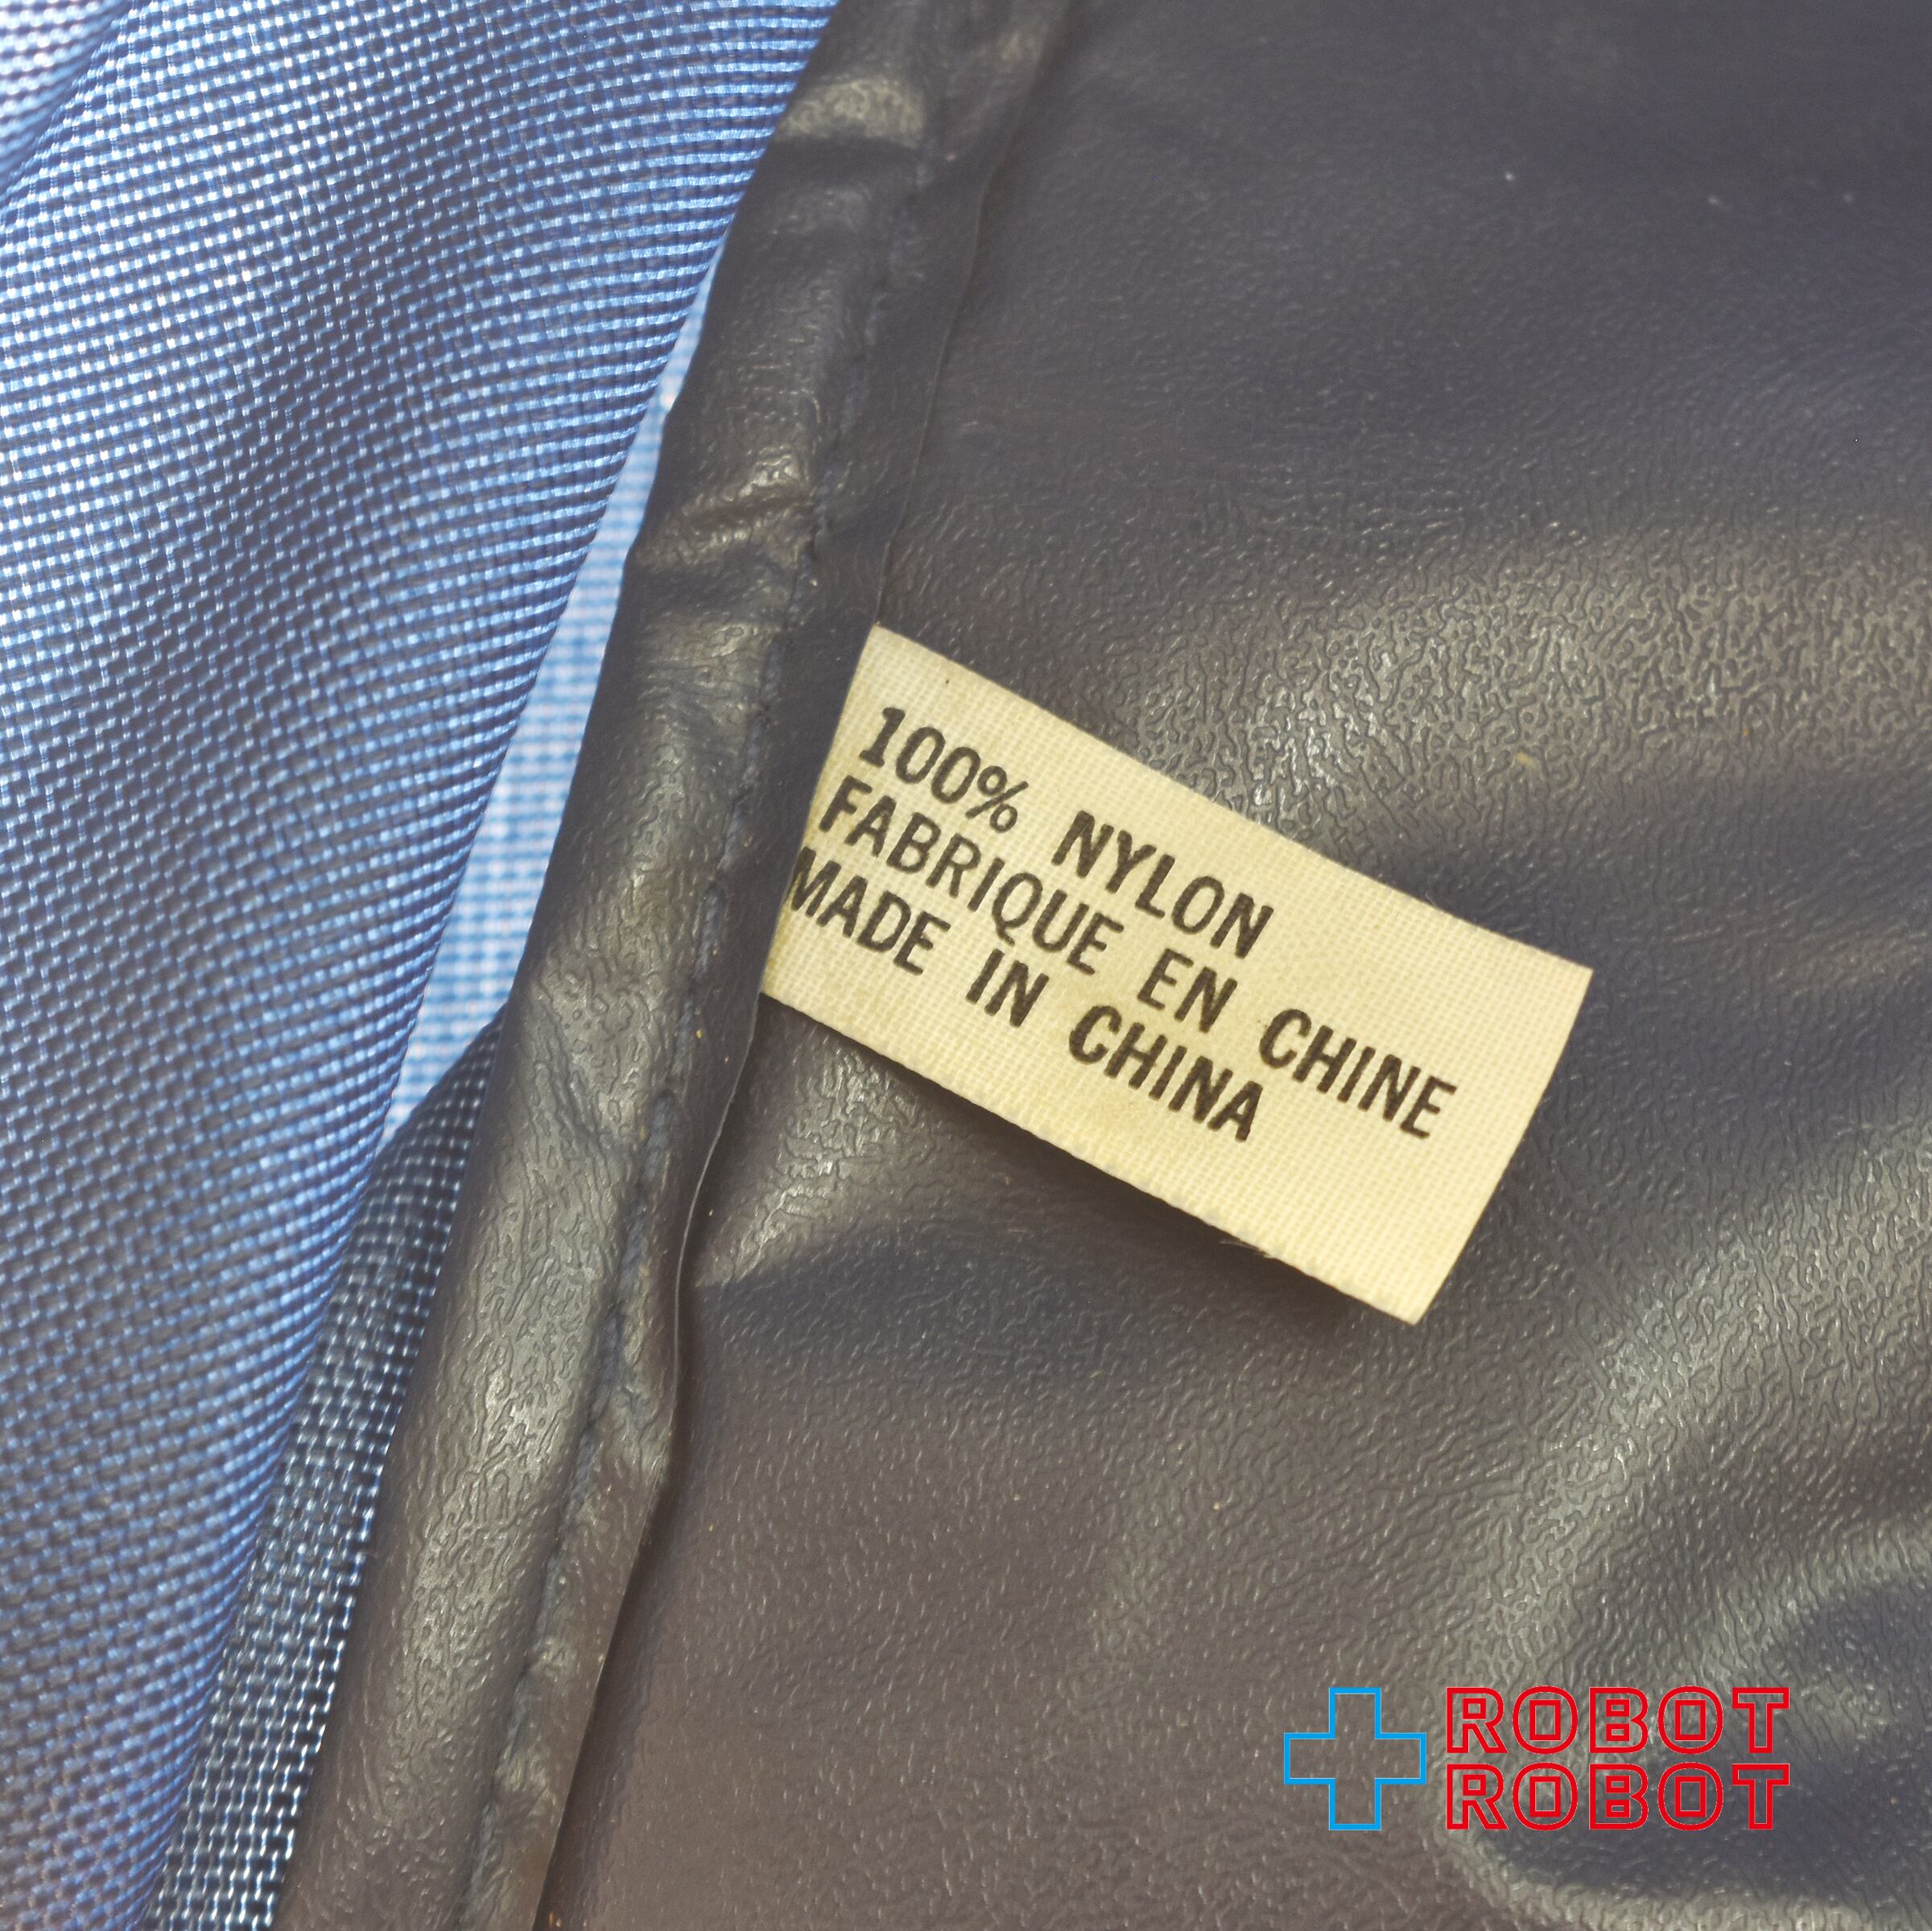 100% NYLON
FABRIQUE EN CHINE
MADE IN CHINA
ROBOT
ROBOT